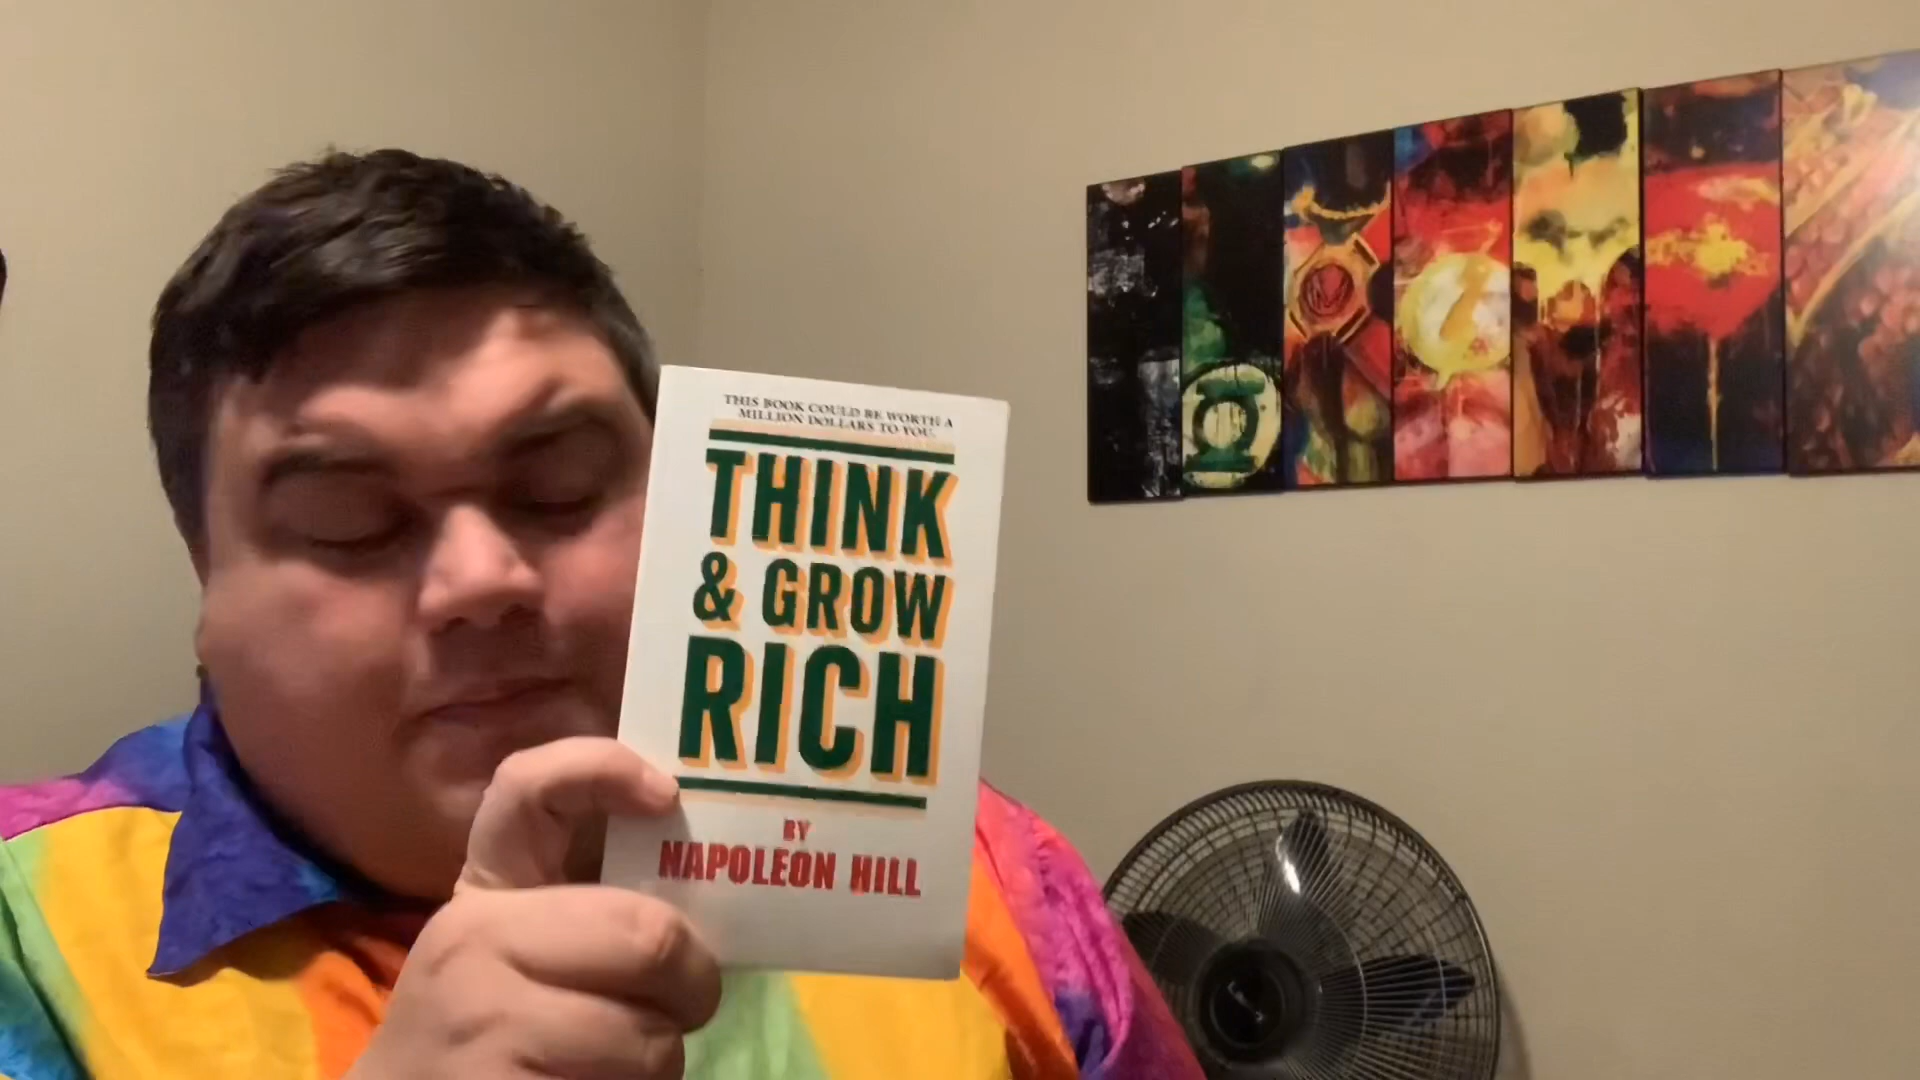 THIS BOOK COULD BE WORTH A
MILLION DOLLARS TO YOU.
THINK
& GROW
RICH
BY
NAPOLEON HILL